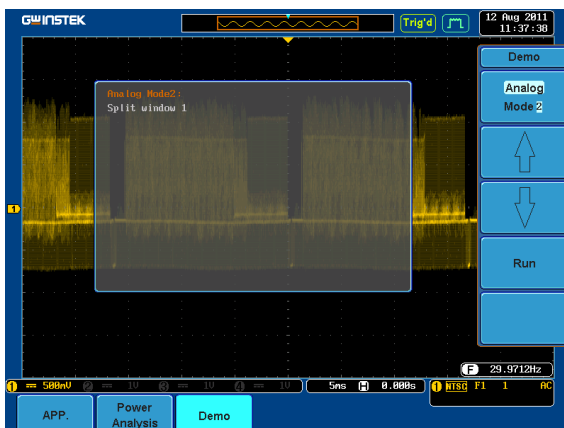 GWINSTEK
Trig'd
12 Aug 2011
11:37:38
Demo
Analog
Mode 2
Analog Mode2:
Split window 1
Run
1
F 29.9712Hz
1 500mV 2 1V 3 1V 4 1V
5ms H 0.000s
1 NTSC F1 1 AC
APP.
Power
Analysis
Demo